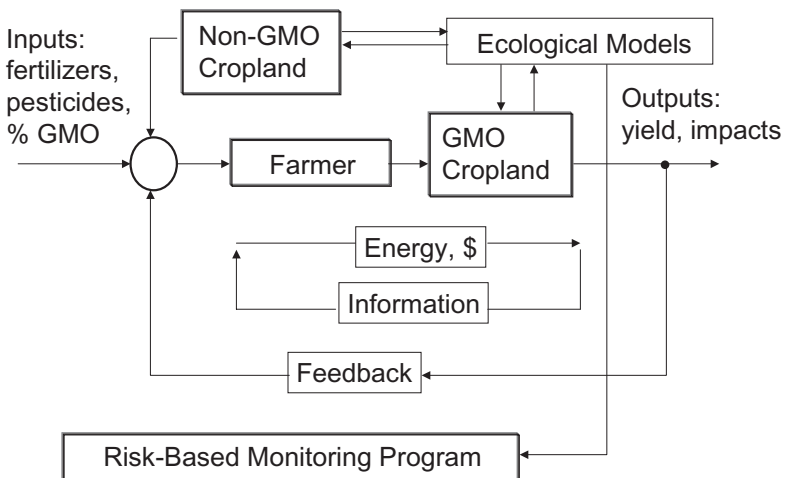 Inputs:
fertilizers,
pesticides,
% GMO
Non-GMO
Cropland
Ecological Models
Outputs:
yield, impacts
Farmer
GMO
Cropland
Energy, $
Information
Feedback
Risk-Based Monitoring Program